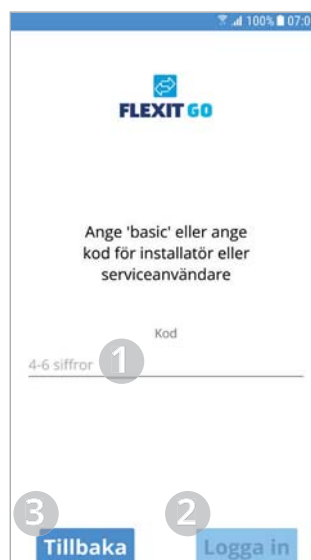 100% 07:0
FLEXIT GO
Ange 'basic' eller ange
kod för installatör eller
serviceanvändare
Kod
4-6 siffror 1
3 2
Tillbaka Logga in